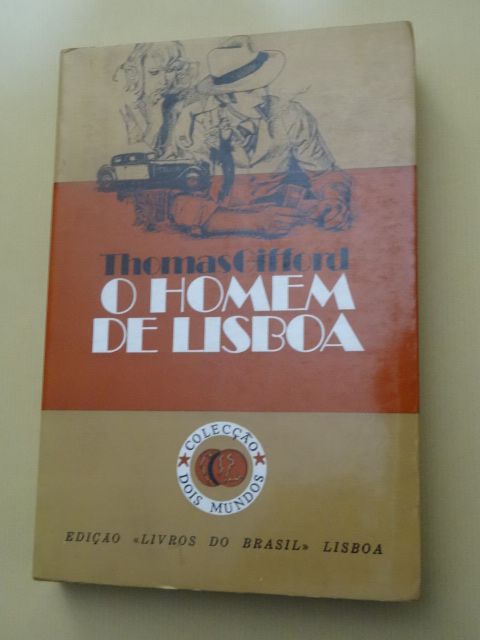 Thomas Gifford
O HOMEM
DE LISBOA
COLECÇÃO
DOIS MUNDOS
EDIÇÃO «LIVROS DO BRASIL» LISBOA